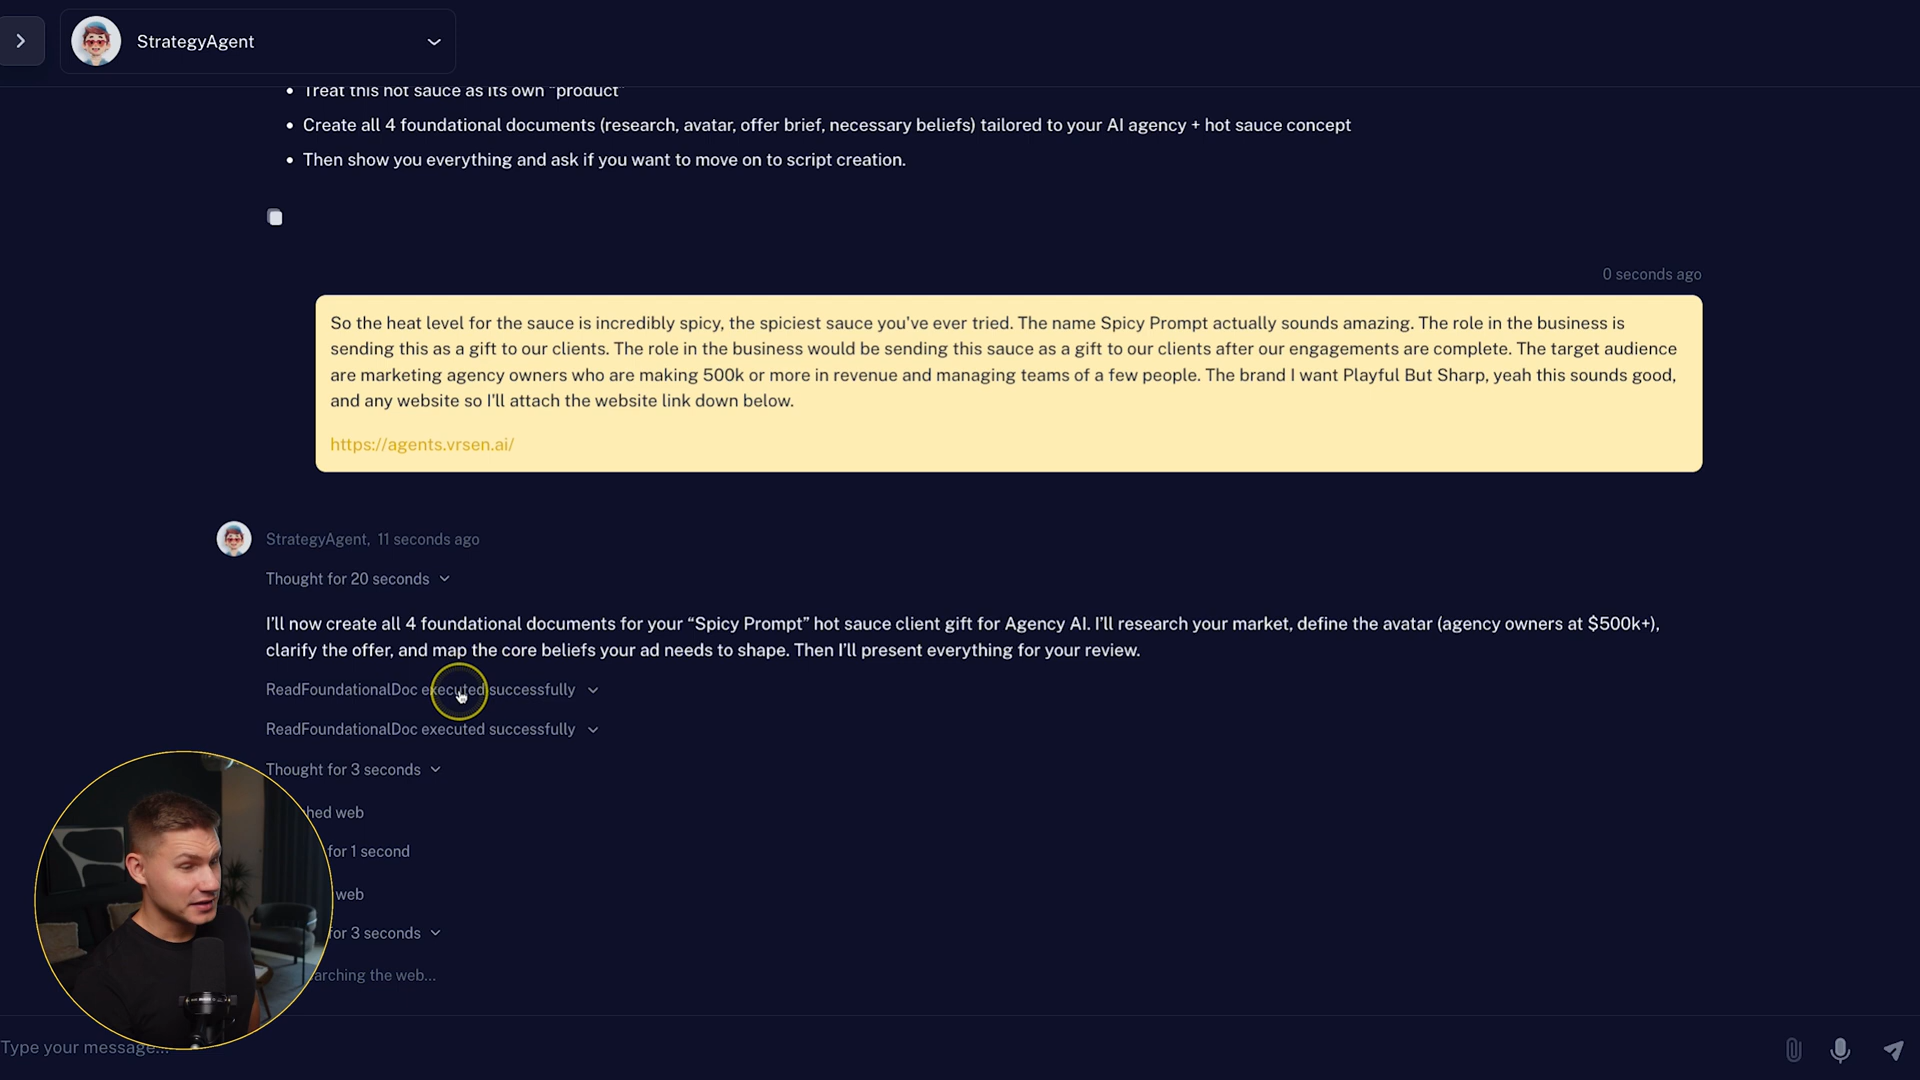 StrategyAgent
Treat this hot sauce as its own "product"
Create all 4 foundational documents (research, avatar, offer brief, necessary beliefs) tailored to your AI agency + hot sauce concept
Then show you everything and ask if you want to move on to script creation.
0 seconds ago
So the heat level for the sauce is incredibly spicy, the spiciest sauce you've ever tried. The name Spicy Prompt actually sounds amazing. The role in the business is
sending this as a gift to our clients. The role in the business would be sending this sauce as a gift to our clients after our engagements are complete. The target audience
are marketing agency owners who are making 500k or more in revenue and managing teams of a few people. The brand I want Playful But Sharp, yeah this sounds good,
and any website so I'll attach the website link down below.
https://agents.vrsen.ai/
StrategyAgent, 11 seconds ago
Thought for 20 seconds
I'll now create all 4 foundational documents for your “Spicy Prompt” hot sauce client gift for Agency AI. I'll research your market, define the avatar (agency owners at $500k+),
clarify the offer, and map the core beliefs your ad needs to shape. Then I'll present everything for your review.
ReadFoundationalDoc executed successfully
ReadFoundationalDoc executed successfully
Thought for 3 seconds
hed web
for 1 second
web
for 3 seconds
arching the web...
Type your message...